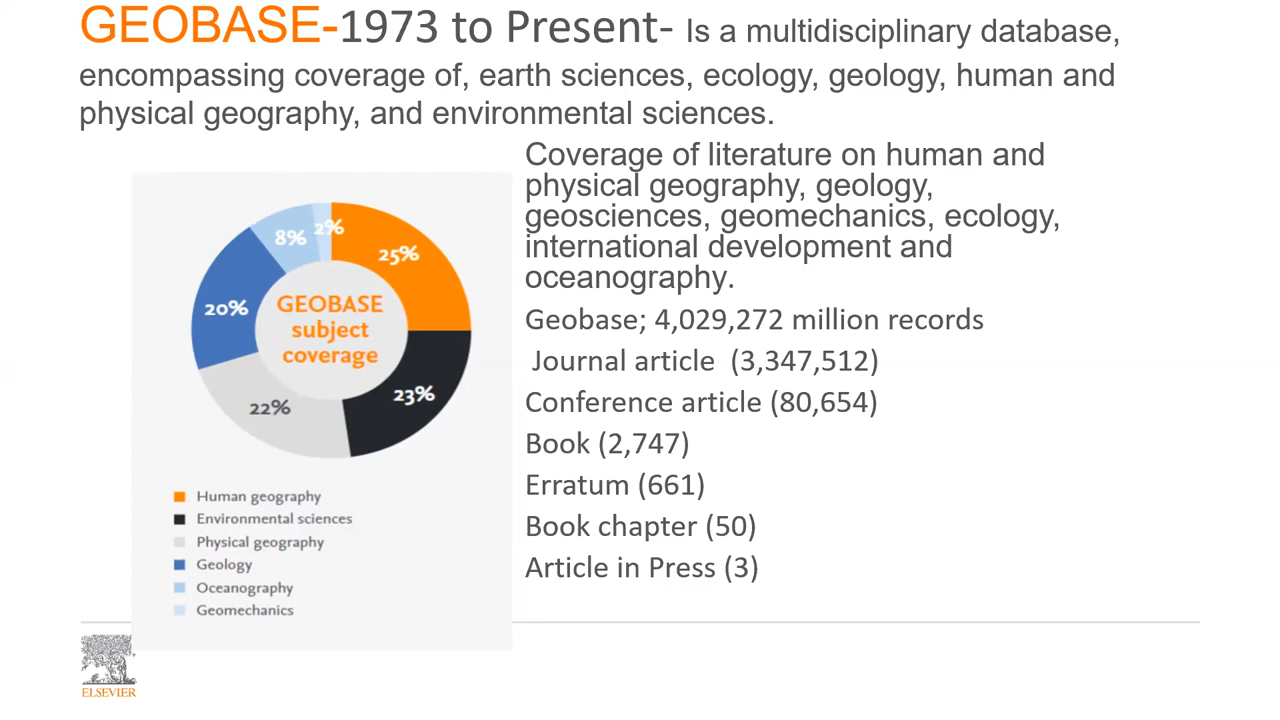 GEOBASE-1973 to Present- Is a multidisciplinary database,
encompassing coverage of, earth sciences, ecology, geology, human and
physical geography, and environmental sciences.
Coverage of literature on human and
physical geography, geology,
geosciences, geomechanics, ecology,
international development and
oceanography.
Geobase; 4,029,272 million records
Journal article (3,347,512)
Conference article (80,654)
Book (2,747)
Erratum (661)
Book chapter (50)
Article in Press (3)
8%
2%
25%
20%
GEOBASE
subject
coverage
23%
22%
Human geography
Environmental sciences
Physical geography
Geology
Oceanography
Geomechanics
ELSEVIER